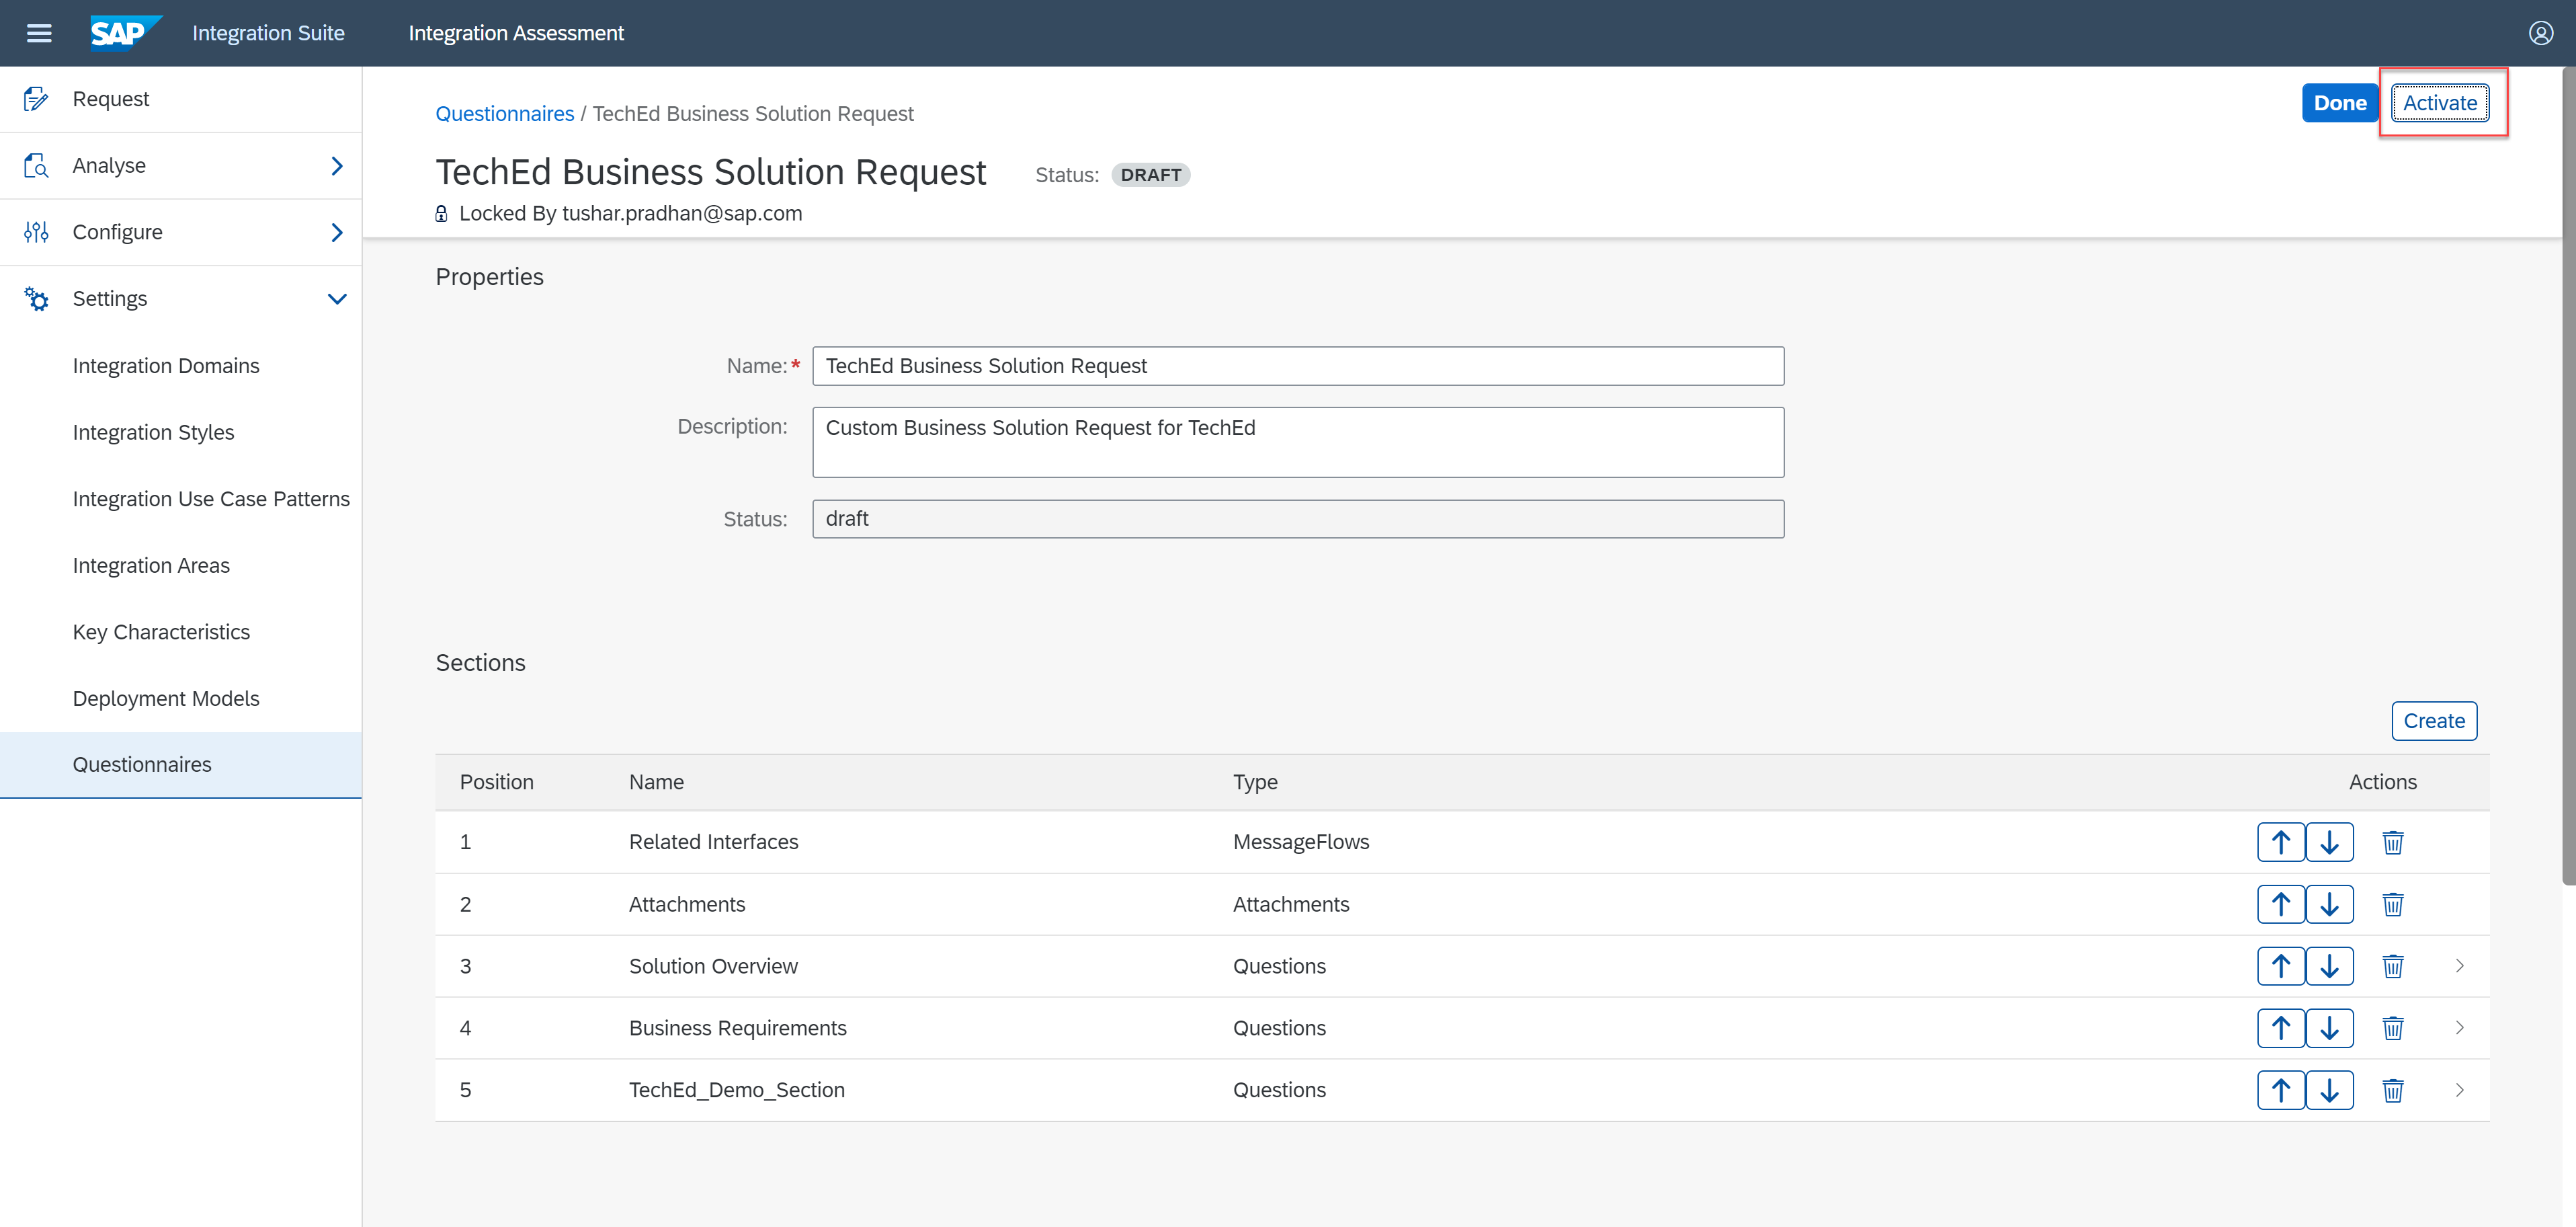 SAP Integration Suite Integration Assessment
Request
Analyse
Configure
Settings
Integration Domains
Integration Styles
Integration Use Case Patterns
Integration Areas
Key Characteristics
Deployment Models
Questionnaires
Questionnaires / TechEd Business Solution Request
Done Activate
TechEd Business Solution Request Status: DRAFT
Locked By tushar.pradhan@sap.com
Properties
Name:* TechEd Business Solution Request
Description: Custom Business Solution Request for TechEd
Status: draft
Sections
Create
Position Name Type Actions
1 Related Interfaces MessageFlows
2 Attachments Attachments
3 Solution Overview Questions
4 Business Requirements Questions
5 TechEd_Demo_Section Questions